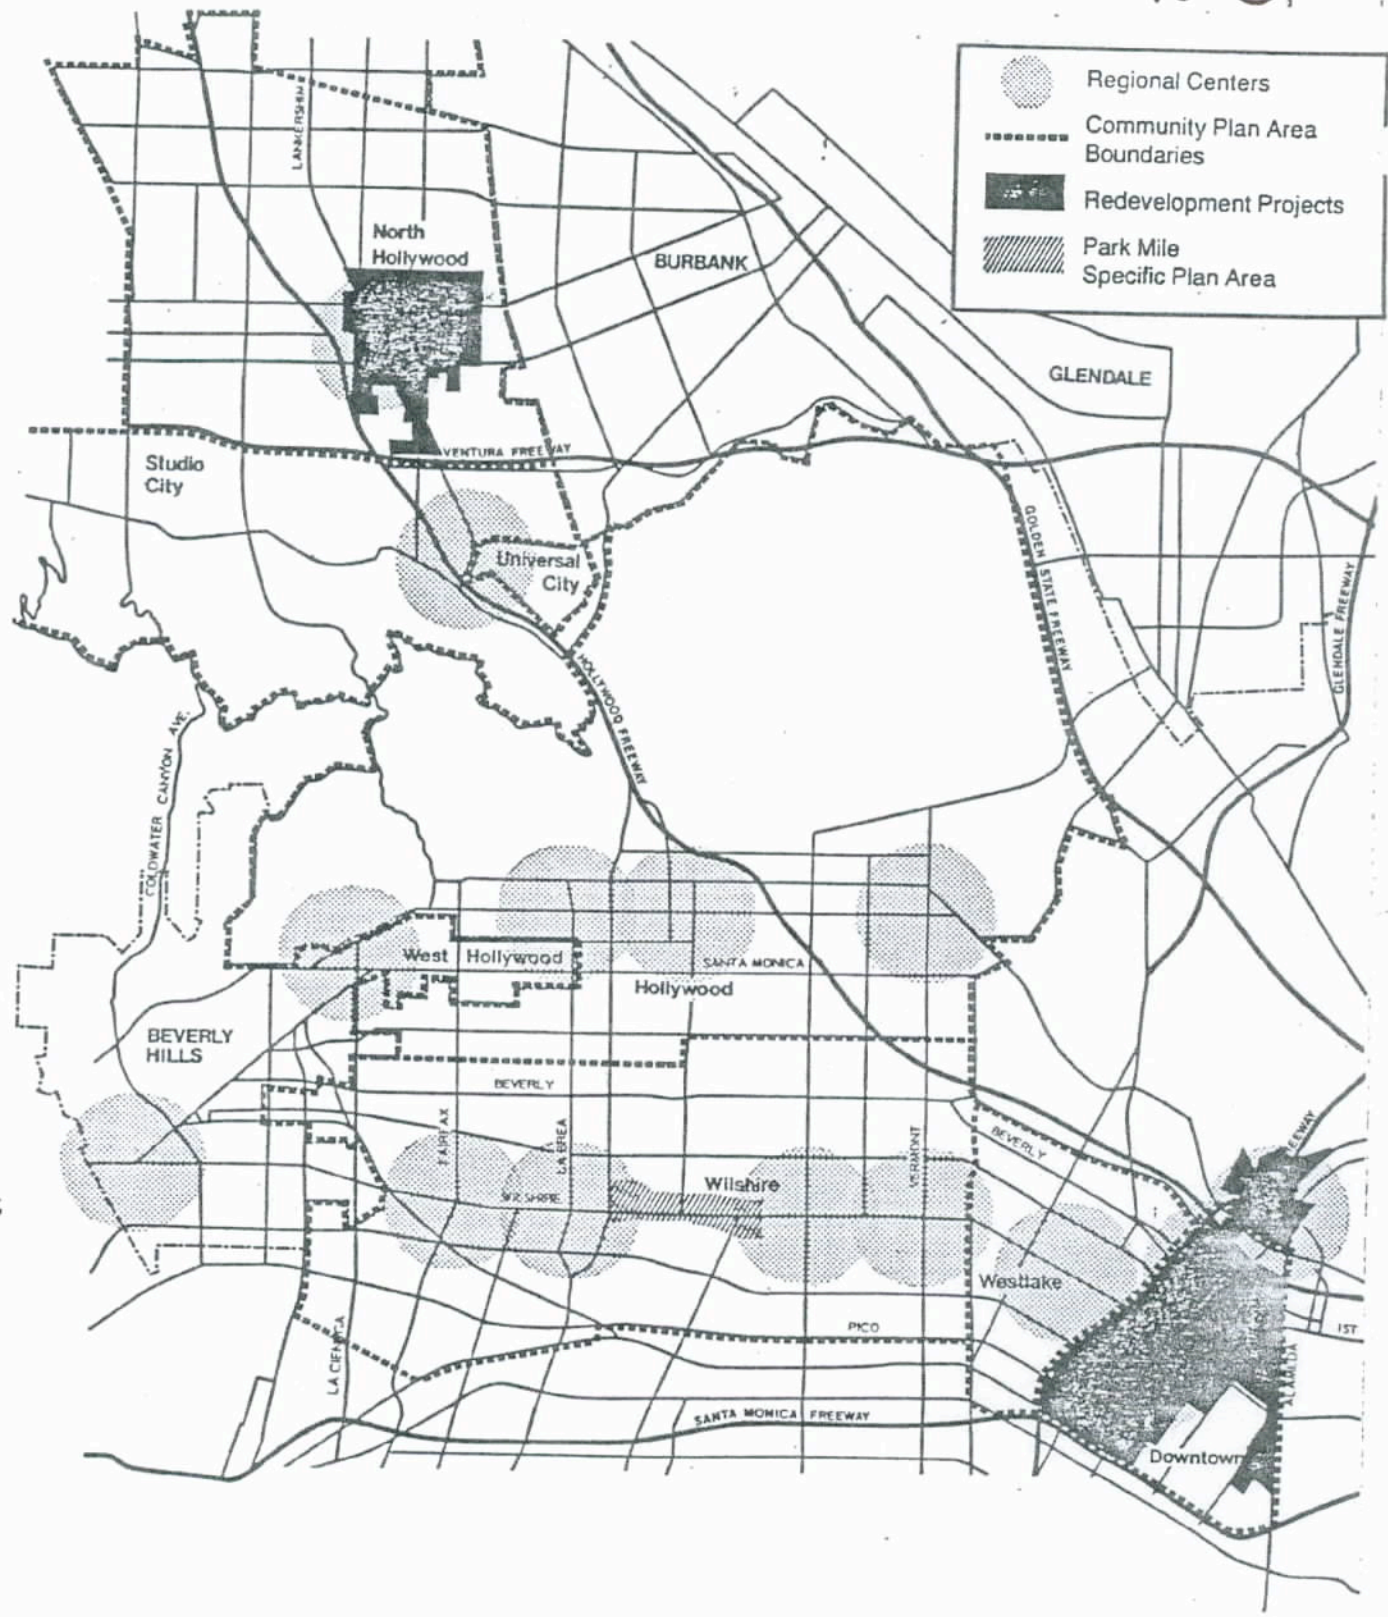 Regional Centers
Community Plan Area
Boundaries
Redevelopment Projects
Park Mile
Specific Plan Area
LANKERSHIM
North
Hollywood
BURBANK
GLENDALE
VENTURA FREEWAY
Studio
City
Universal
City
GOLDEN STATE FREEWAY
GLENDALE FREEWAY
HOLLYWOOD FREEWAY
COLDWATER CANYON AVE.
West Hollywood
SANTA MONICA
Hollywood
BEVERLY
HILLS
BEVERLY
FAIRFAX
LA BREA
VERMONT
BEVERLY
EEWAY
Wilshire
WILSHIRE
Westlake
PICO
1ST
LA CIENEGA
ALAMEDA
SANTA MONICA FREEWAY
Downtown